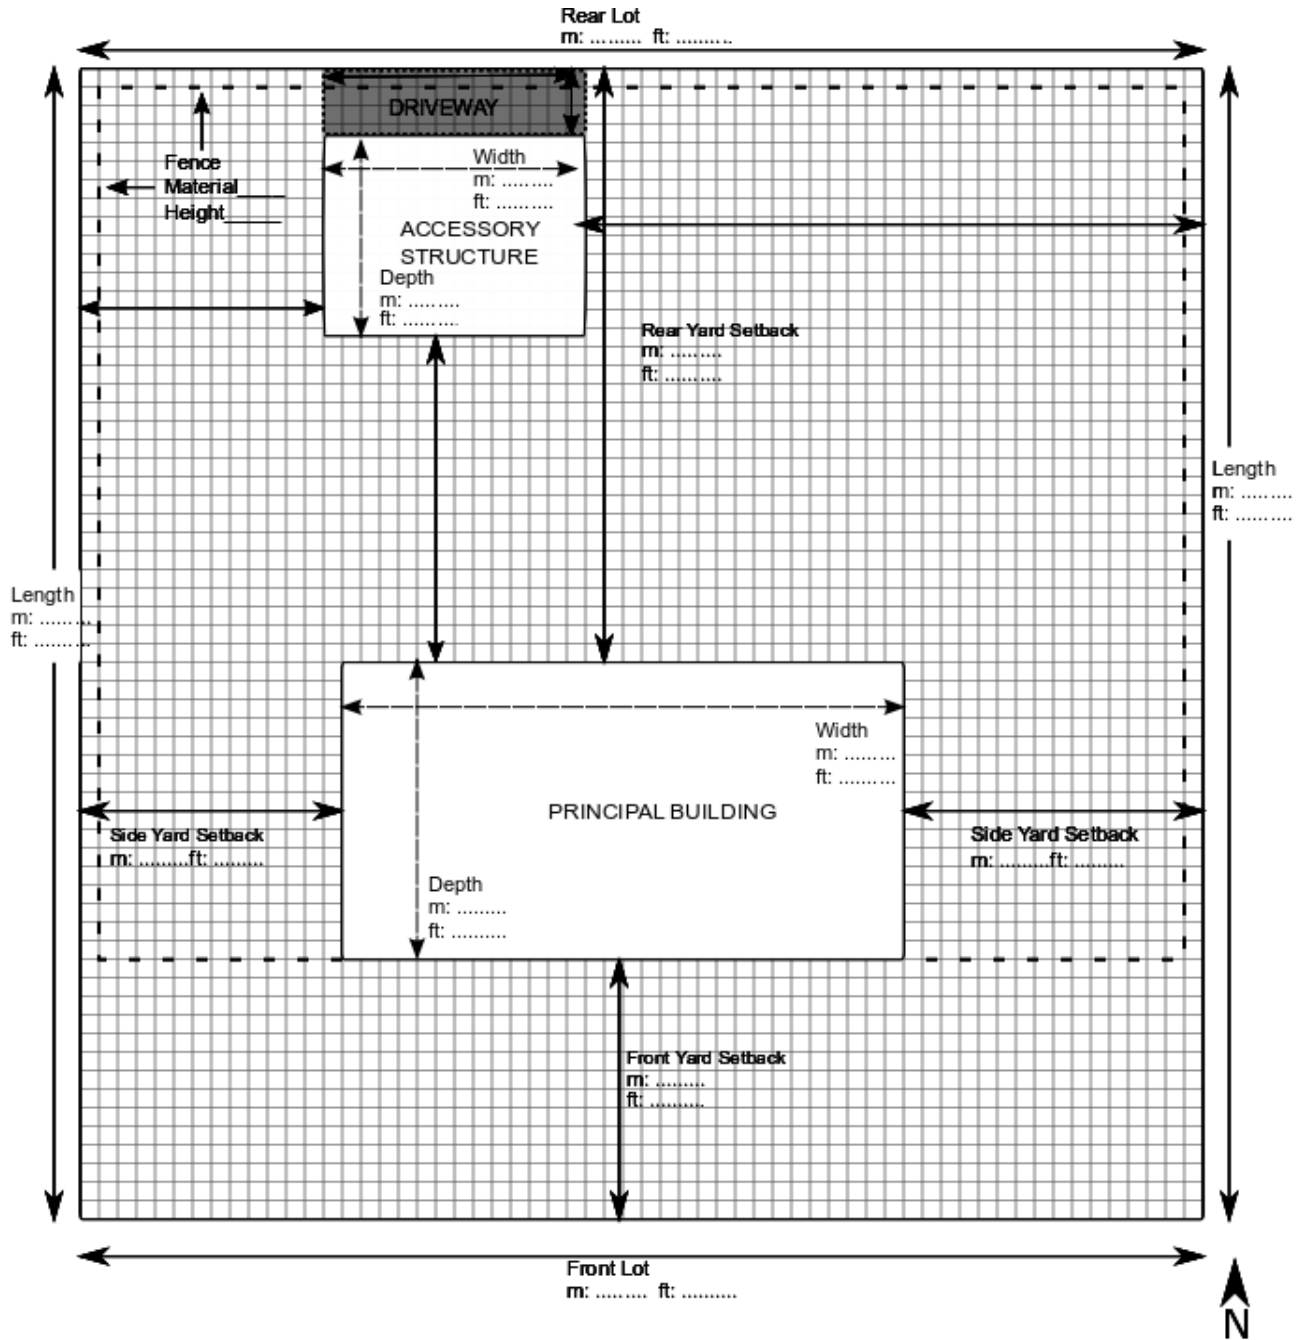 Rear Lot
m: ......... ft: ..........
DRIVEWAY
Fence
Material_____
Height_____
Width
m: .........
ft: ..........
ACCESSORY
STRUCTURE
Depth
m: .........
ft: ..........
Rear Yard Setback
m: .........
ft: ..........
Length
m: .........
ft: ..........
Length
m: .........
ft: ..........
Width
m: .........
ft: ..........
PRINCIPAL BUILDING
Side Yard Setback
m: .........ft: .........
Side Yard Setback
m: .........ft: .........
Depth
m: .........
ft: ..........
Front Yard Setback
m: .........
ft: ..........
Front Lot
m: ......... ft: ..........
N